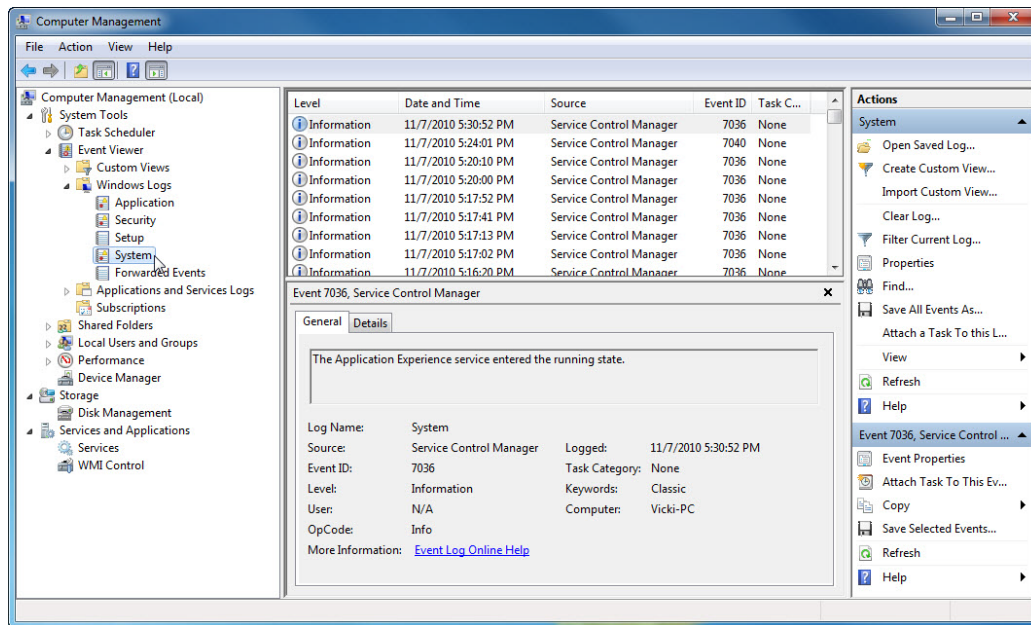 Computer Management
File Action View Help
Computer Management (Local)
System Tools
Task Scheduler
Event Viewer
Custom Views
Windows Logs
Application
Security
Setup
System
Forwarded Events
Applications and Services Logs
Subscriptions
Shared Folders
Local Users and Groups
Performance
Device Manager
Storage
Disk Management
Services and Applications
Services
WMI Control
Level Date and Time Source Event ID Task C...
Information 11/7/2010 5:30:52 PM Service Control Manager 7036 None
Information 11/7/2010 5:24:01 PM Service Control Manager 7040 None
Information 11/7/2010 5:20:10 PM Service Control Manager 7036 None
Information 11/7/2010 5:20:00 PM Service Control Manager 7036 None
Information 11/7/2010 5:17:52 PM Service Control Manager 7036 None
Information 11/7/2010 5:17:41 PM Service Control Manager 7036 None
Information 11/7/2010 5:17:13 PM Service Control Manager 7036 None
Information 11/7/2010 5:17:02 PM Service Control Manager 7036 None
Information 11/7/2010 5:16:20 PM Service Control Manager 7036 None
Event 7036, Service Control Manager
General Details
The Application Experience service entered the running state.
Log Name: System
Source: Service Control Manager Logged: 11/7/2010 5:30:52 PM
Event ID: 7036 Task Category: None
Level: Information Keywords: Classic
User: N/A Computer: Vicki-PC
OpCode: Info
More Information: Event Log Online Help
Actions
System
Open Saved Log...
Create Custom View...
Import Custom View...
Clear Log...
Filter Current Log...
Properties
Find...
Save All Events As...
Attach a Task To this L...
View
Refresh
Help
Event 7036, Service Control ...
Event Properties
Attach Task To This Ev...
Copy
Save Selected Events...
Refresh
Help